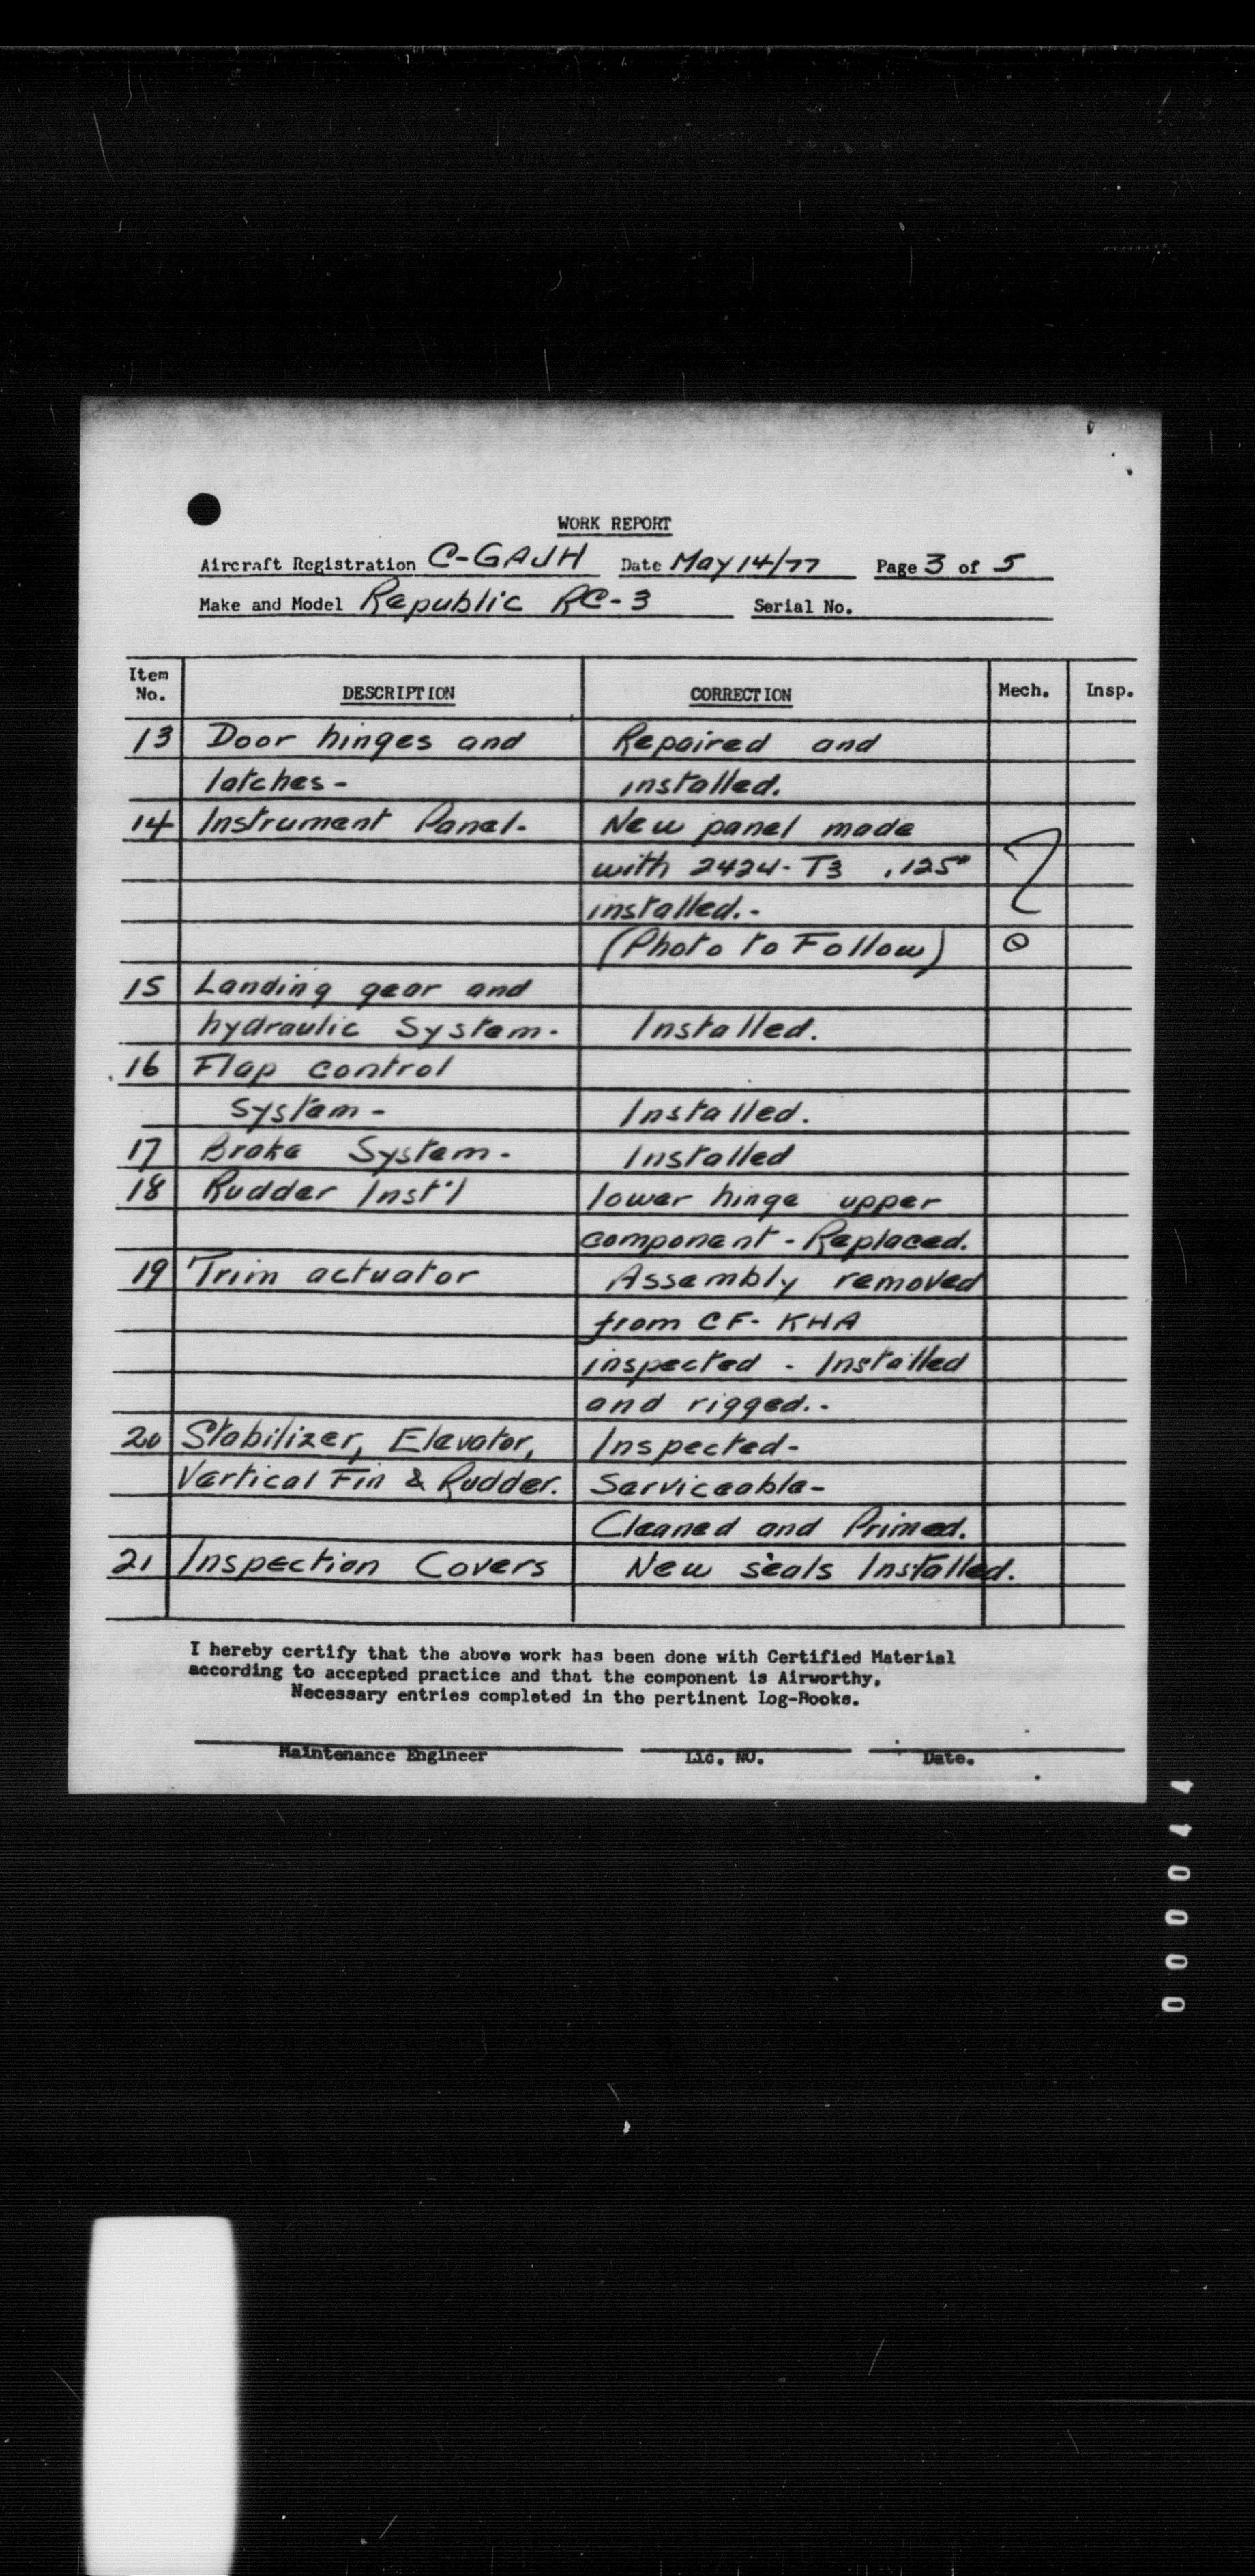 WORK REPORT
Aircraft Registration C-GAJH Date May 14/77 Page 3 of 5
Make and Model Republic RC-3 Serial No.
Item No. DESCRIPTION CORRECTION Mech. Insp.
13 Door hinges and Repaired and
latches- installed.
14 Instrument Panel. New panel made
with 2424-T3 .125"
installed.-
(Photo to Follow)
15 Landing gear and
hydraulic System- Installed.
16 Flap control
system- Installed.
17 Brake System- Installed
18 Rudder Inst'l lower hinge upper
component - Replaced.
19 Trim actuator Assembly removed
from CF-KHA
inspected - Installed
and rigged.-
20 Stabilizer, Elevator, Inspected-
Vertical Fin & Rudder. Serviceable-
Cleaned and Primed.
21 Inspection Covers New seals Installed.
I hereby certify that the above work has been done with Certified Material
according to accepted practice and that the component is Airworthy,
Necessary entries completed in the pertinent Log-Books.
Maintenance Engineer Lic. NO. Date.
000044